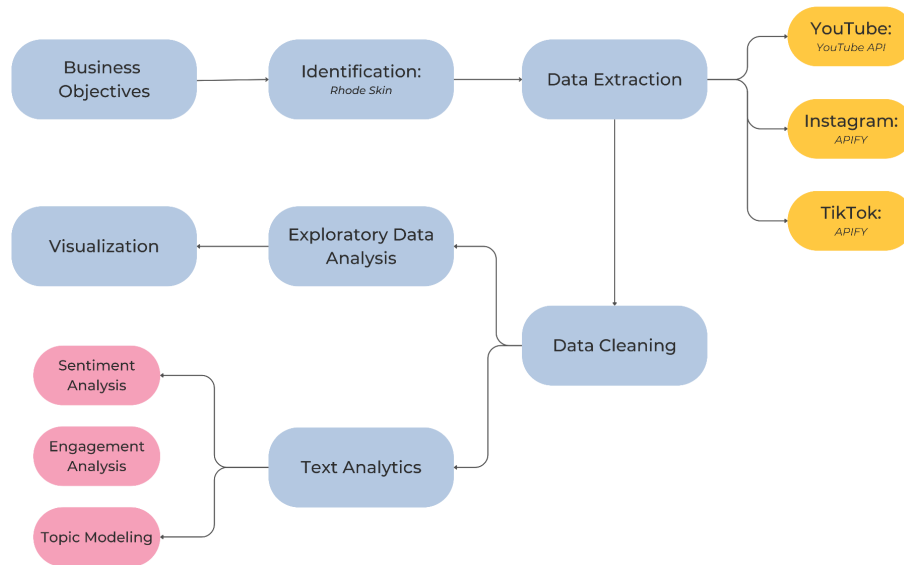 Business
Objectives
Identification:
Rhode Skin
Data Extraction
YouTube:
YouTube API
Instagram:
APIFY
TikTok:
APIFY
Visualization
Exploratory Data
Analysis
Data Cleaning
Sentiment
Analysis
Engagement
Analysis
Topic Modeling
Text Analytics